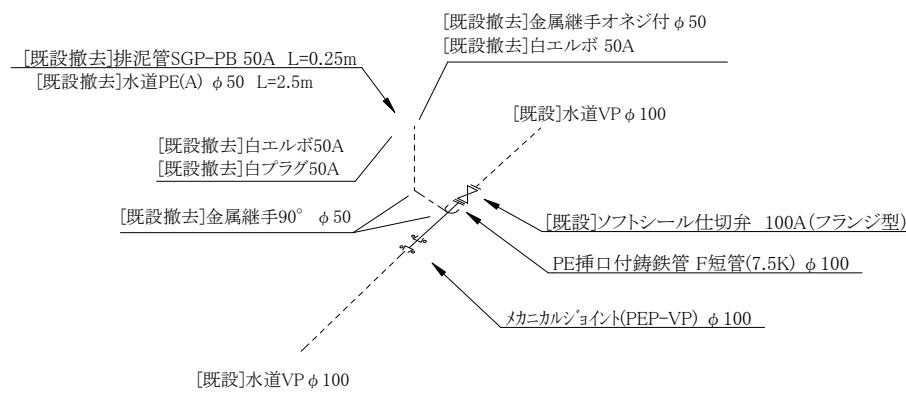 [既設撤去]金属継手オネジ付φ50
[既設撤去]白エルボ 50A
[既設撤去]排泥管SGP-PB 50A L=0.25m
[既設撤去]水道PE(A) φ50 L=2.5m
[既設]水道VPφ100
[既設撤去]白エルボ50A
[既設撤去]白プラグ50A
[既設撤去]金属継手90° φ50
[既設]ソフトシール仕切弁 100A(フランジ型)
PE挿口付鋳鉄管 F短管(7.5K) φ100
メカニカルジョイント(PEP-VP) φ100
[既設]水道VPφ100